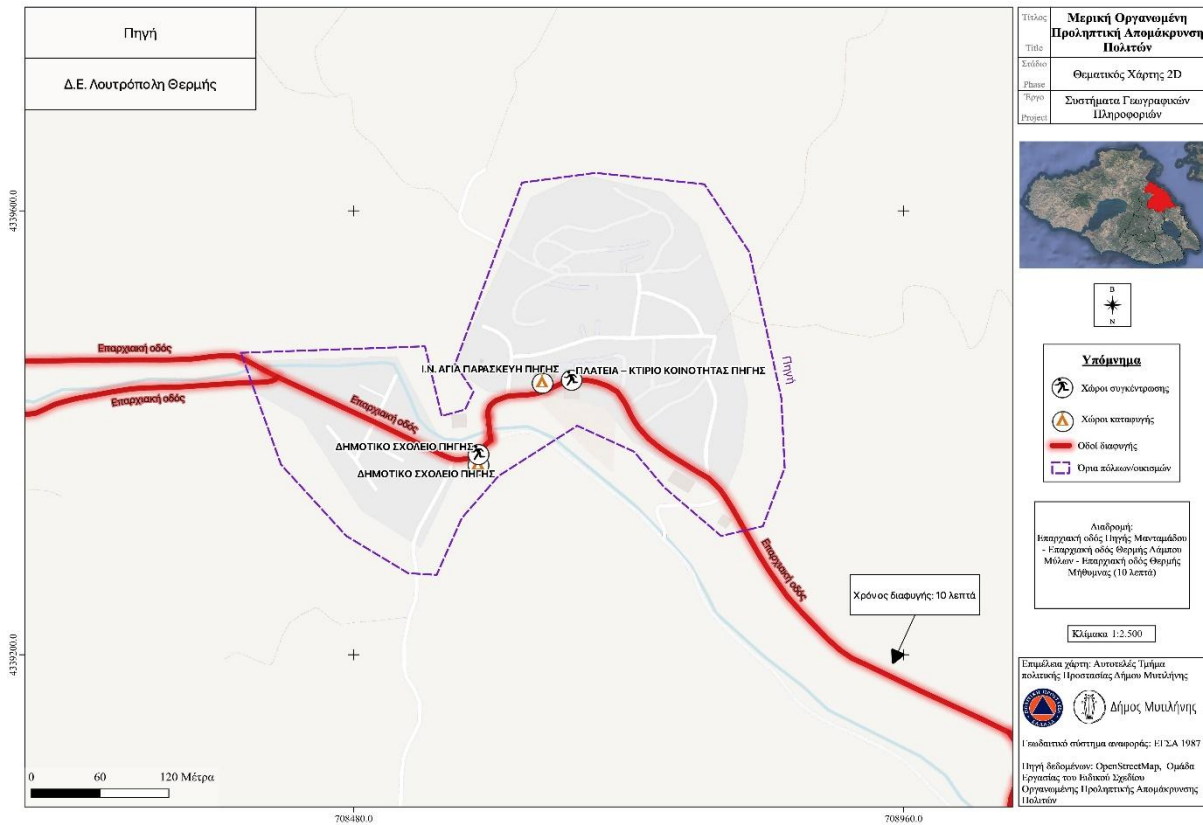 Πηγή
Δ.Ε. Λουτρόπολη Θερμής
Τίτλος
Title
Μερική Οργανωμένη
Προληπτική Απομάκρυνση
Πολιτών
Στάδιο
Phase
Θεματικός Χάρτης 2D
Έργο
Project
Συστήματα Γεωγραφικών
Πληροφοριών
4339600.0
4339200.0
708480.0
708960.0
Επαρχιακή οδός
Επαρχιακή οδός
Επαρχιακή οδός
Επαρχιακή οδός
Ι.Ν. ΑΓΙΑ ΠΑΡΑΣΚΕΥΗ ΠΗΓΗΣ
ΠΛΑΤΕΙΑ – ΚΤΙΡΙΟ ΚΟΙΝΟΤΗΤΑΣ ΠΗΓΗΣ
ΔΗΜΟΤΙΚΟ ΣΧΟΛΕΙΟ ΠΗΓΗΣ
ΔΗΜΟΤΙΚΟ ΣΧΟΛΕΙΟ ΠΗΓΗΣ
Πηγή
Χρόνος διαφυγής: 10 λεπτά
0 60 120 Μέτρα
Β
Ν
Υπόμνημα
Χώροι συγκέντρωσης
Χώροι καταφυγής
Οδοί διαφυγής
Όρια πόλεων/οικισμών
Διαδρομή:
Επαρχιακή οδός Πηγής Μανταμάδου
- Επαρχιακή οδός Θερμής Λάμπου
Μύλων - Επαρχιακή οδός Θερμής
Μήθυμνας (10 λεπτά)
Κλίμακα 1:2.500
Επιμέλεια χάρτη: Αυτοτελές Τμήμα
πολιτικής Προστασίας Δήμου Μυτιλήνης
Δήμος Μυτιλήνης
Γεωδαιτικό σύστημα αναφοράς: ΕΓΣΑ 1987
Πηγή δεδομένων: OpenStreetMap, Ομάδα
Εργασίας του Ειδικού Σχεδίου
Οργανωμένης Προληπτικής Απομάκρυνσης
Πολιτών